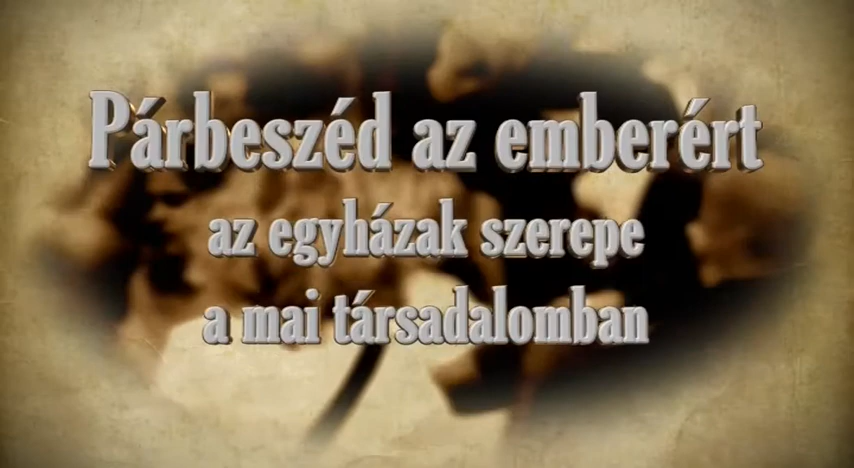 Párbeszéd az emberért
az egyházak szerepe
a mai társadalomban